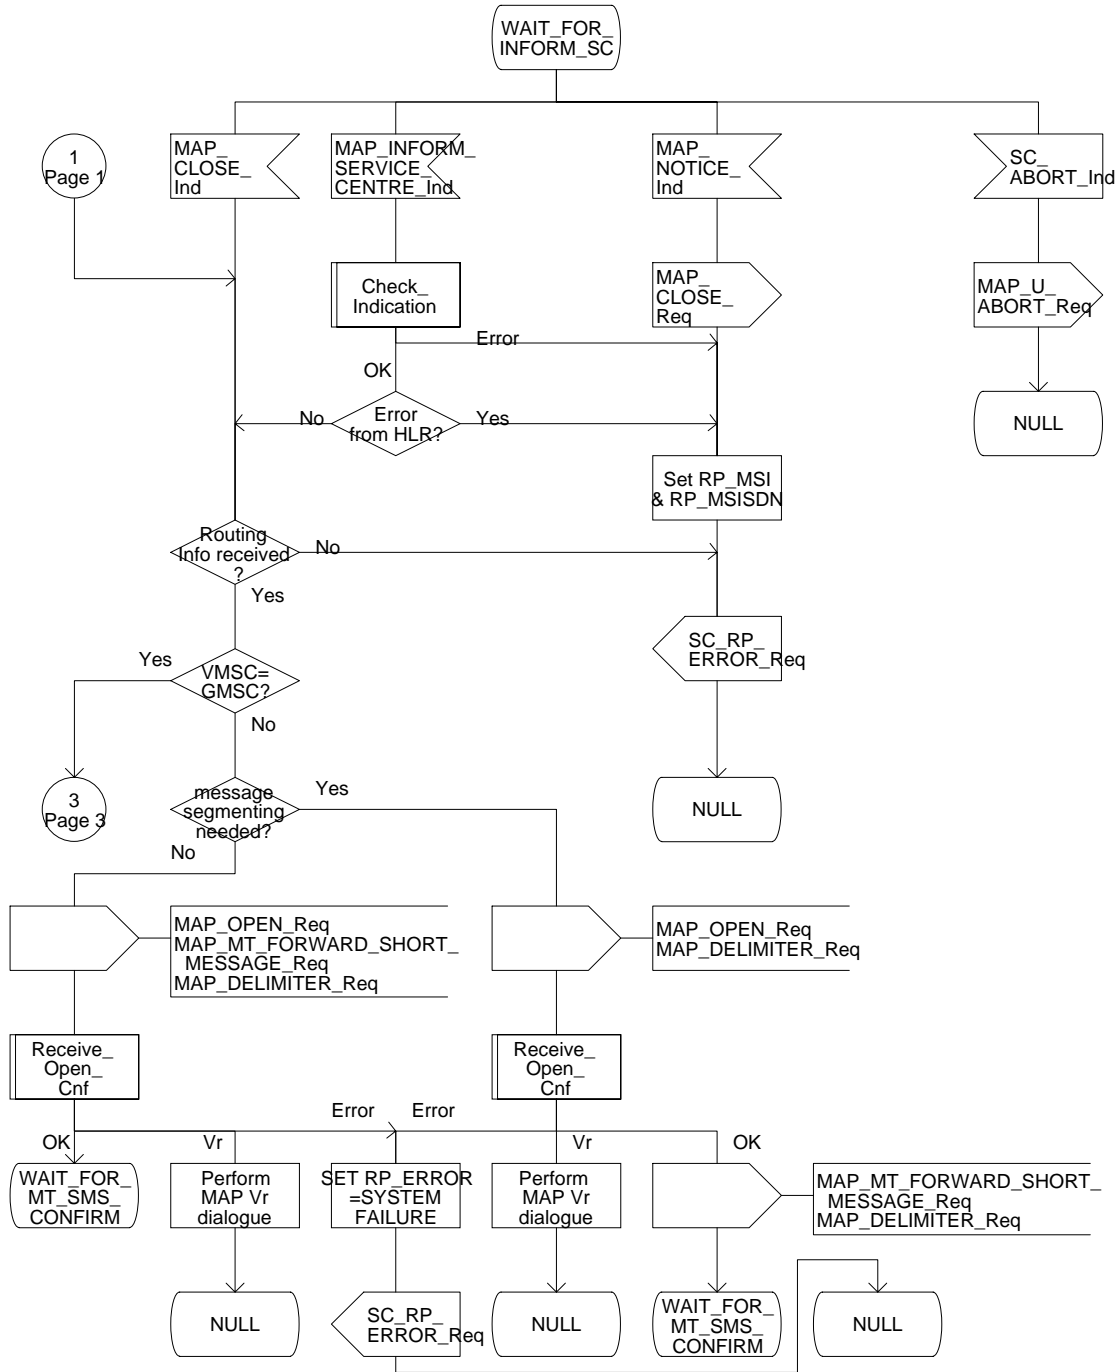 WAIT_FOR_
INFORM_SC
1
Page 1
MAP_
CLOSE_
Ind
MAP_INFORM_
SERVICE_
CENTRE_Ind
MAP_
NOTICE_
Ind
SC_
ABORT_Ind
Check_
Indication
MAP_
CLOSE_
Req
MAP_U_
ABORT_Req
Error
OK
No
Error
from HLR?
Yes
NULL
Set RP_MSI
& RP_MSISDN
Routing
Info received
?
No
Yes
SC_RP_
ERROR_Req
Yes
VMSC=
GMSC?
No
3
Page 3
message
segmenting
needed?
Yes
NULL
No
MAP_OPEN_Req
MAP_MT_FORWARD_SHORT_
MESSAGE_Req
MAP_DELIMITER_Req
MAP_OPEN_Req
MAP_DELIMITER_Req
Receive_
Open_
Cnf
Receive_
Open_
Cnf
Error
Error
OK
Vr
Vr
OK
WAIT_FOR_
MT_SMS_
CONFIRM
Perform
MAP Vr
dialogue
SET RP_ERROR
=SYSTEM
FAILURE
Perform
MAP Vr
dialogue
MAP_MT_FORWARD_SHORT_
MESSAGE_Req
MAP_DELIMITER_Req
NULL
SC_RP_
ERROR_Req
NULL
WAIT_FOR_
MT_SMS_
CONFIRM
NULL